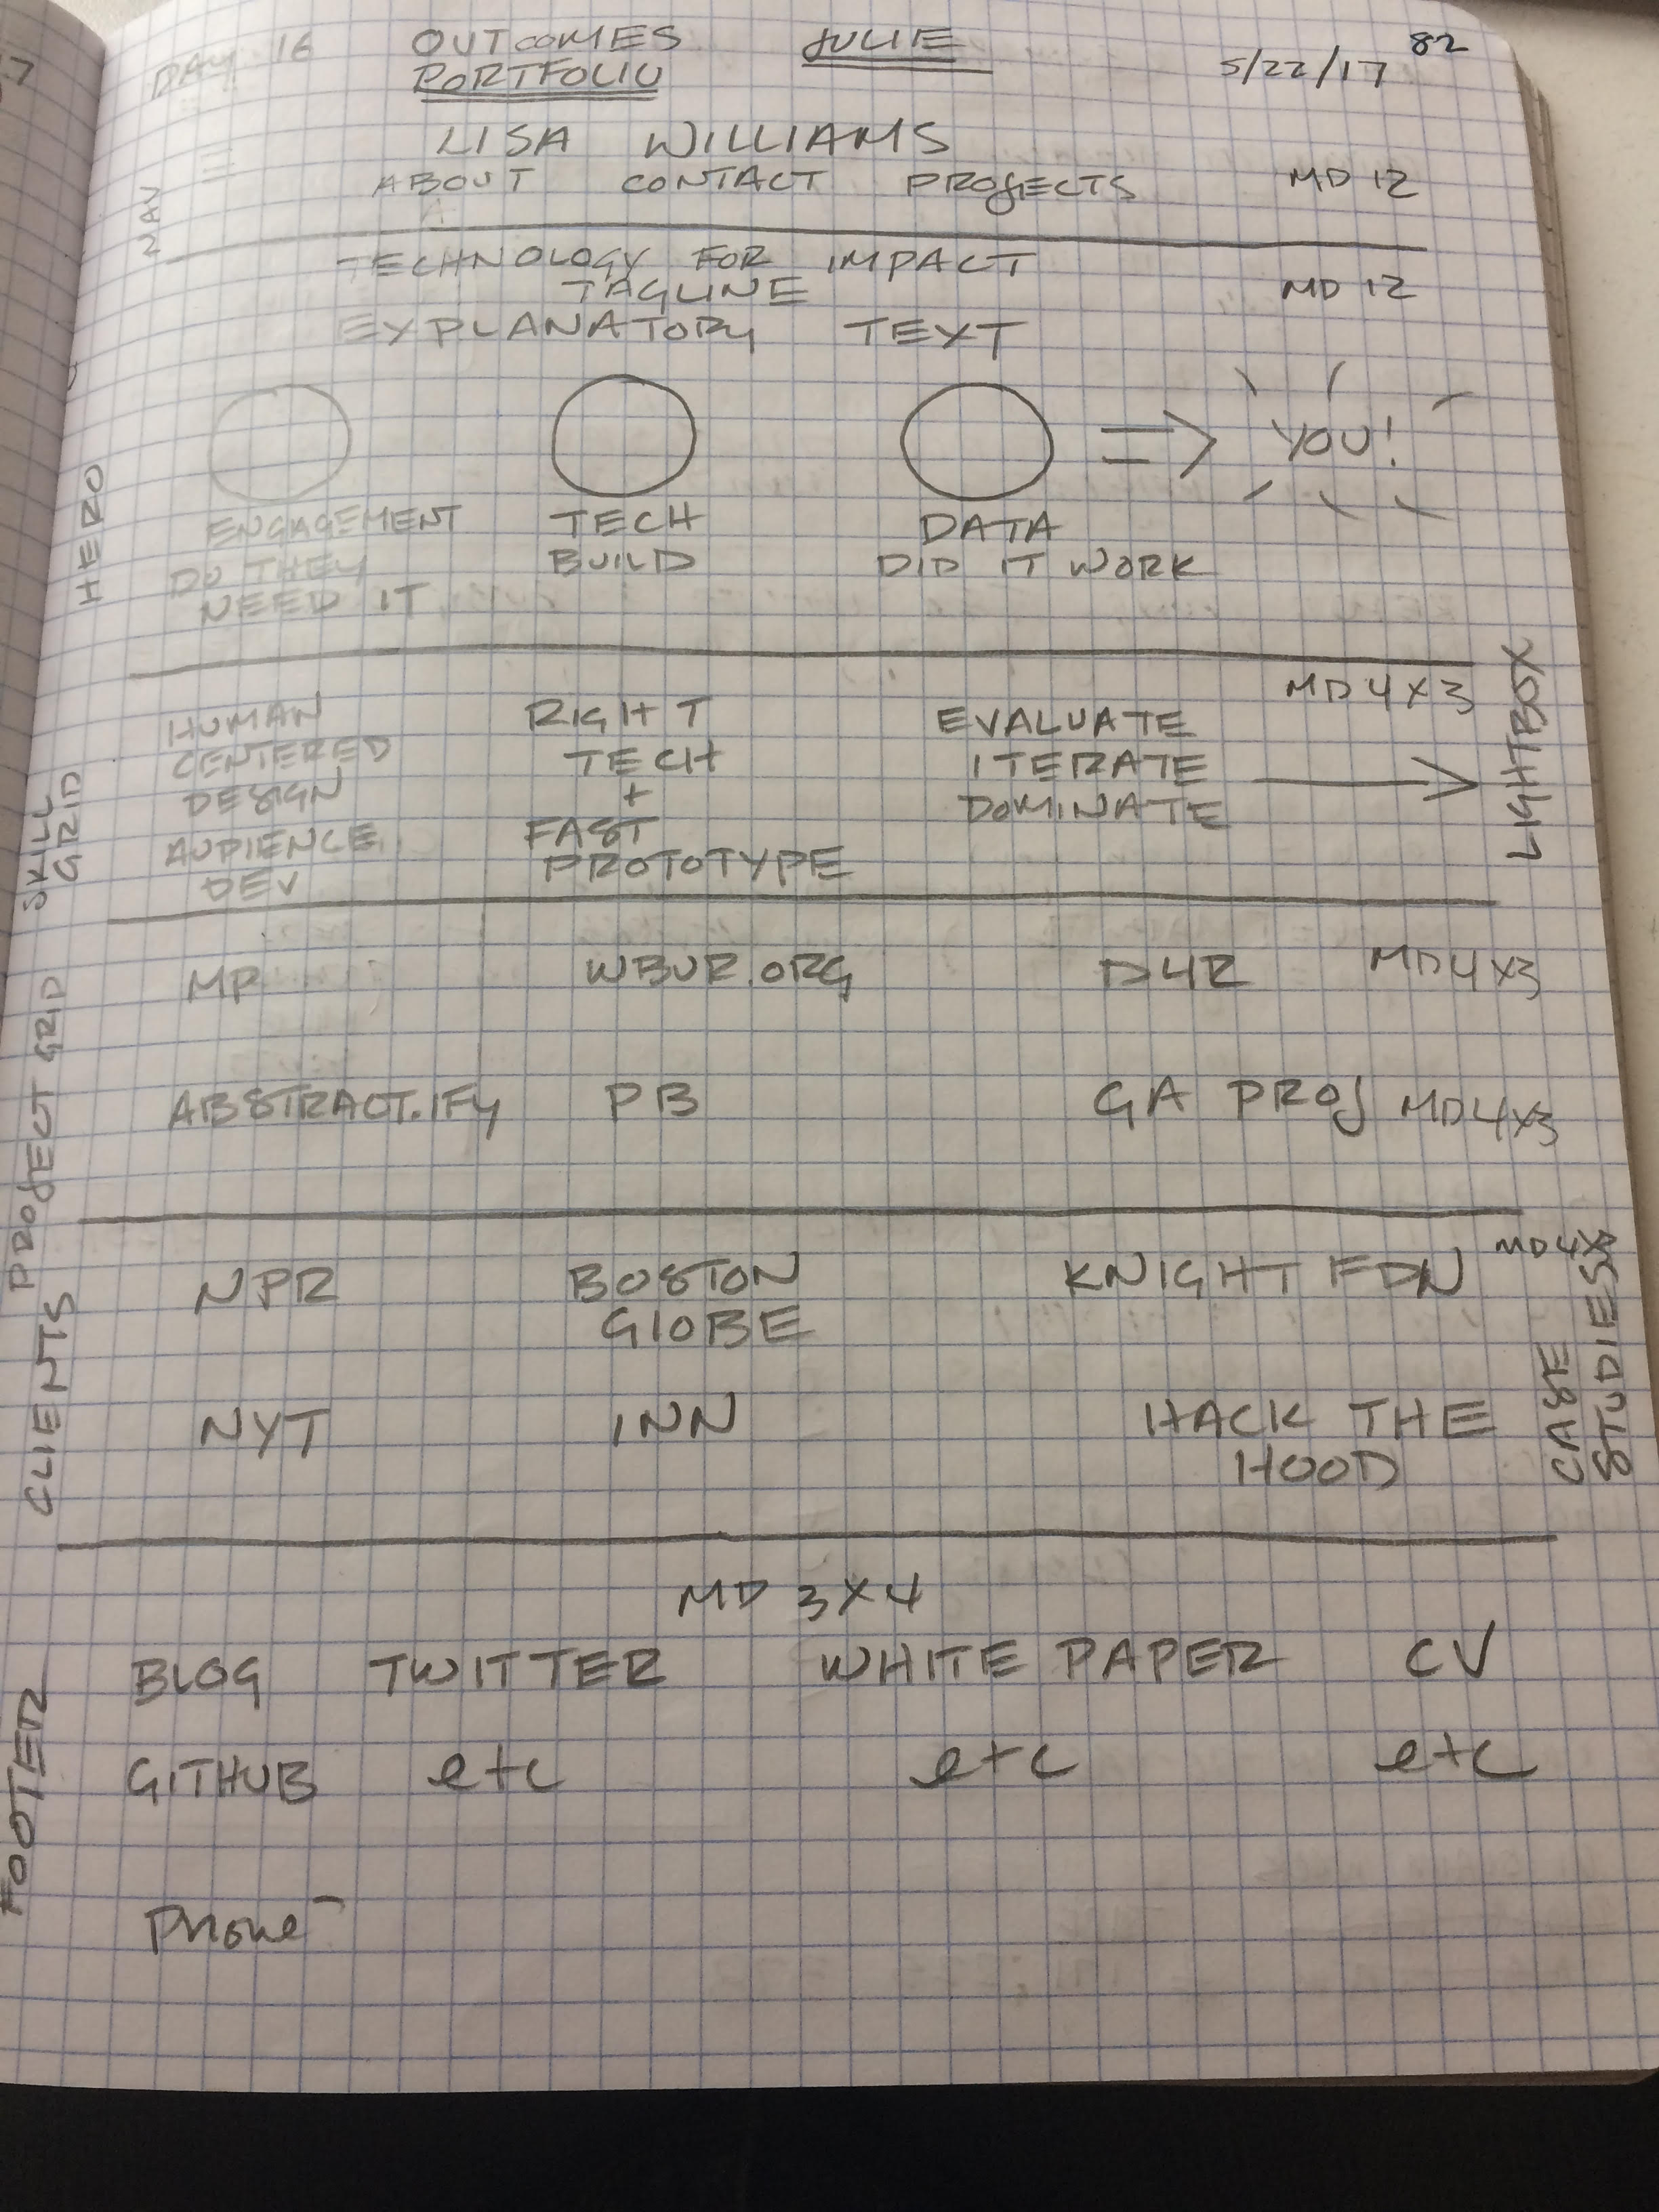 DAY 16 OUTCOMES JULIE 82
PORTFOLIO 5/22/17
LISA WILLIAMS
NAV
ABOUT CONTACT PROJECTS MD 12
TECHNOLOGY FOR IMPACT
TAGLINE MD 12
EXPLANATORY TEXT
HERO
YOU!
ENGAGEMENT TECH DATA
DO THEY BUILD DID IT WORK
NEED IT
SKILL
GRID
MD 4X3
HUMAN RIGHT EVALUATE
CENTERED TECH ITERATE
DESIGN + DOMINATE
AUDIENCE FAST
DEV PROTOTYPE
LIGHTBOX
PROJECT GRID
MP WBUR.ORG D4R MD4X3
ABSTRACT.IFY PB GA PROJ MD4X3
CLIENTS
NPR BOSTON KNIGHT FDN MD4X3
GLOBE
NYT INN HACK THE
HOOD
CASE
STUDIES
MD 3X4
FOOTER
BLOG TWITTER WHITE PAPER CV
GITHUB etc etc etc
Phone